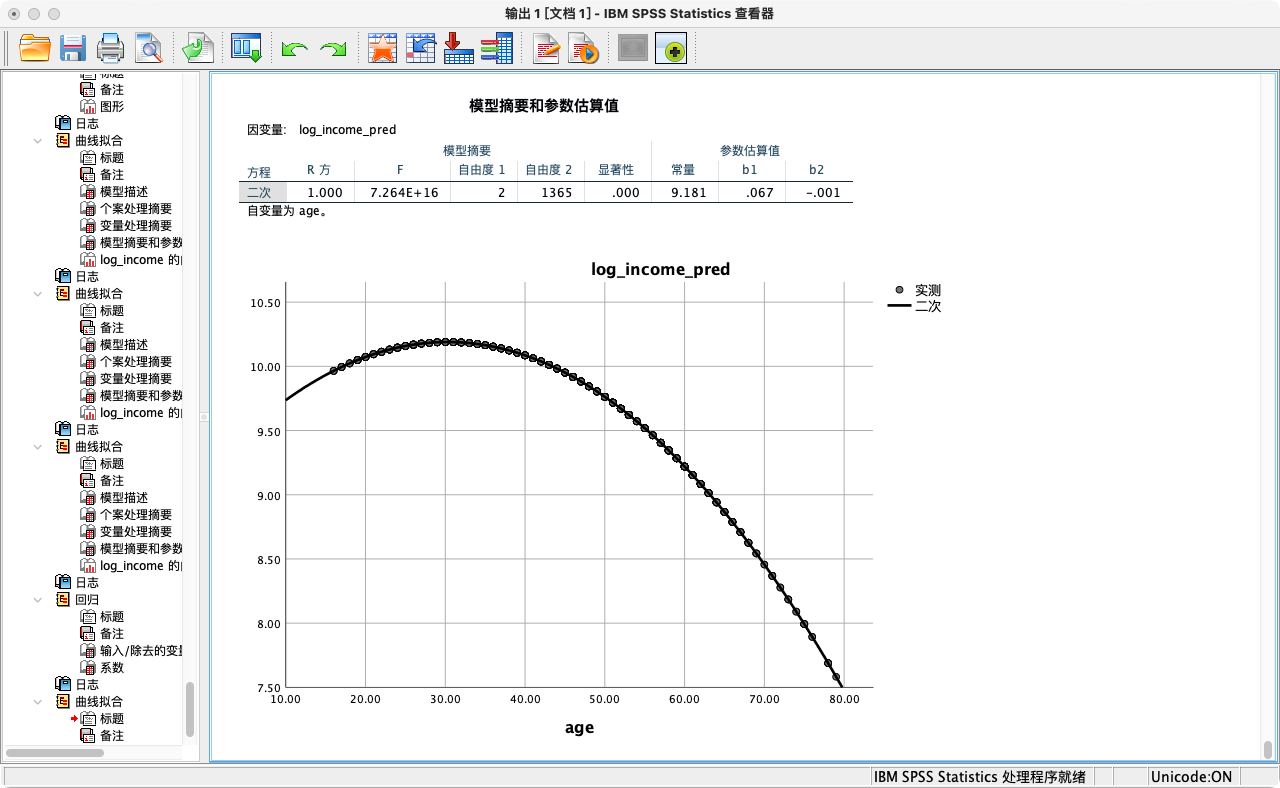 输出 1 [文档 1] - IBM SPSS Statistics 查看器
标题
备注
图形
日志
曲线拟合
标题
备注
模型描述
个案处理摘要
变量处理摘要
模型摘要和参数
log_income 的
日志
曲线拟合
标题
备注
模型描述
个案处理摘要
变量处理摘要
模型摘要和参数
log_income 的
日志
曲线拟合
标题
备注
模型描述
个案处理摘要
变量处理摘要
模型摘要和参数
log_income 的
日志
回归
标题
备注
输入/除去的变量
系数
日志
曲线拟合
标题
备注
模型摘要和参数估算值
因变量: log_income_pred
模型摘要 参数估算值
方程 R 方 F 自由度 1 自由度 2 显著性 常量 b1 b2
二次 1.000 7.264E+16 2 1365 .000 9.181 .067 -.001
自变量为 age。
log_income_pred
实测
二次
10.50
10.00
9.50
9.00
8.50
8.00
7.50
10.00 20.00 30.00 40.00 50.00 60.00 70.00 80.00
age
IBM SPSS Statistics 处理程序就绪 Unicode:ON